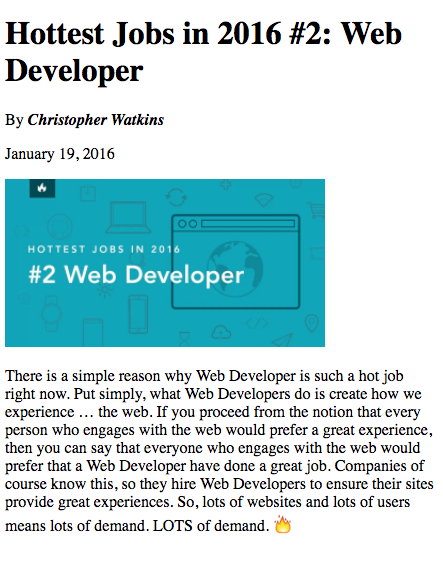 Hottest Jobs in 2016 #2: Web
Developer
By Christopher Watkins
January 19, 2016
HOTTEST JOBS IN 2016
#2 Web Developer
There is a simple reason why Web Developer is such a hot job
right now. Put simply, what Web Developers do is create how we
experience … the web. If you proceed from the notion that every
person who engages with the web would prefer a great experience,
then you can say that everyone who engages with the web would
prefer that a Web Developer have done a great job. Companies of
course know this, so they hire Web Developers to ensure their sites
provide great experiences. So, lots of websites and lots of users
means lots of demand. LOTS of demand. 🔥